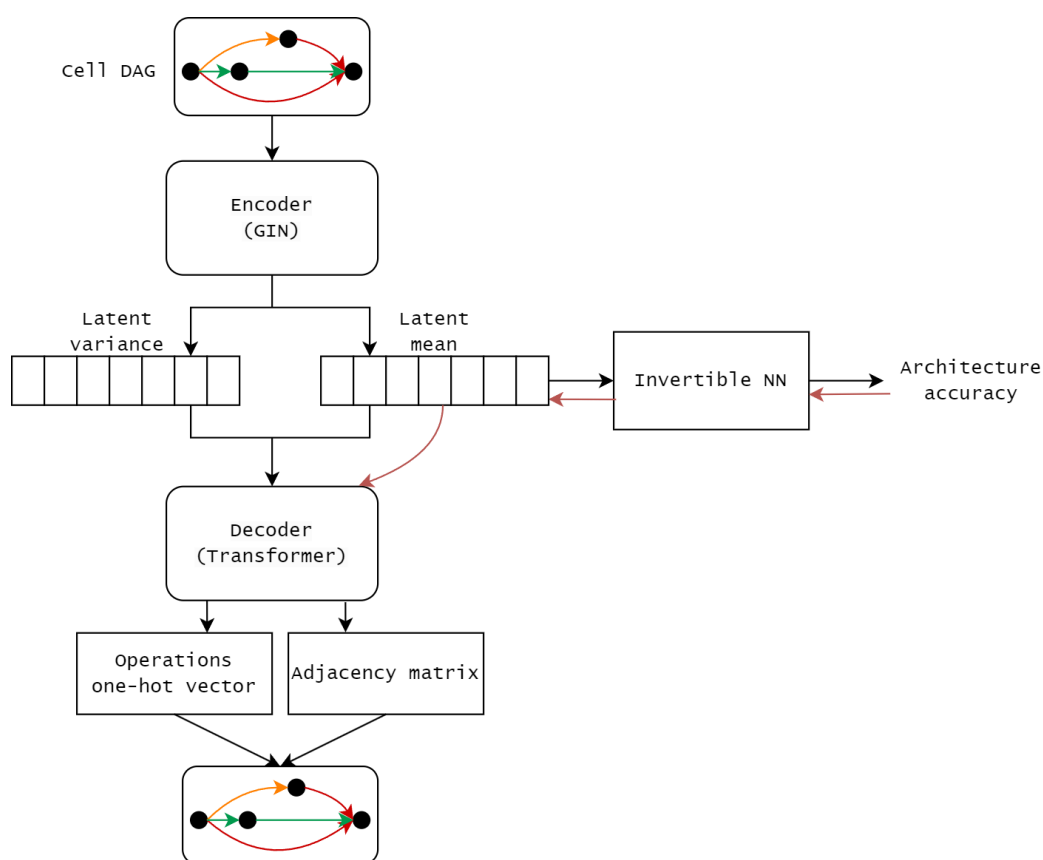 Cell DAG
Encoder
(GIN)
Latent
variance
Latent
mean
Invertible NN
Architecture
accuracy
Decoder
(Transformer)
Operations
one-hot vector
Adjacency matrix